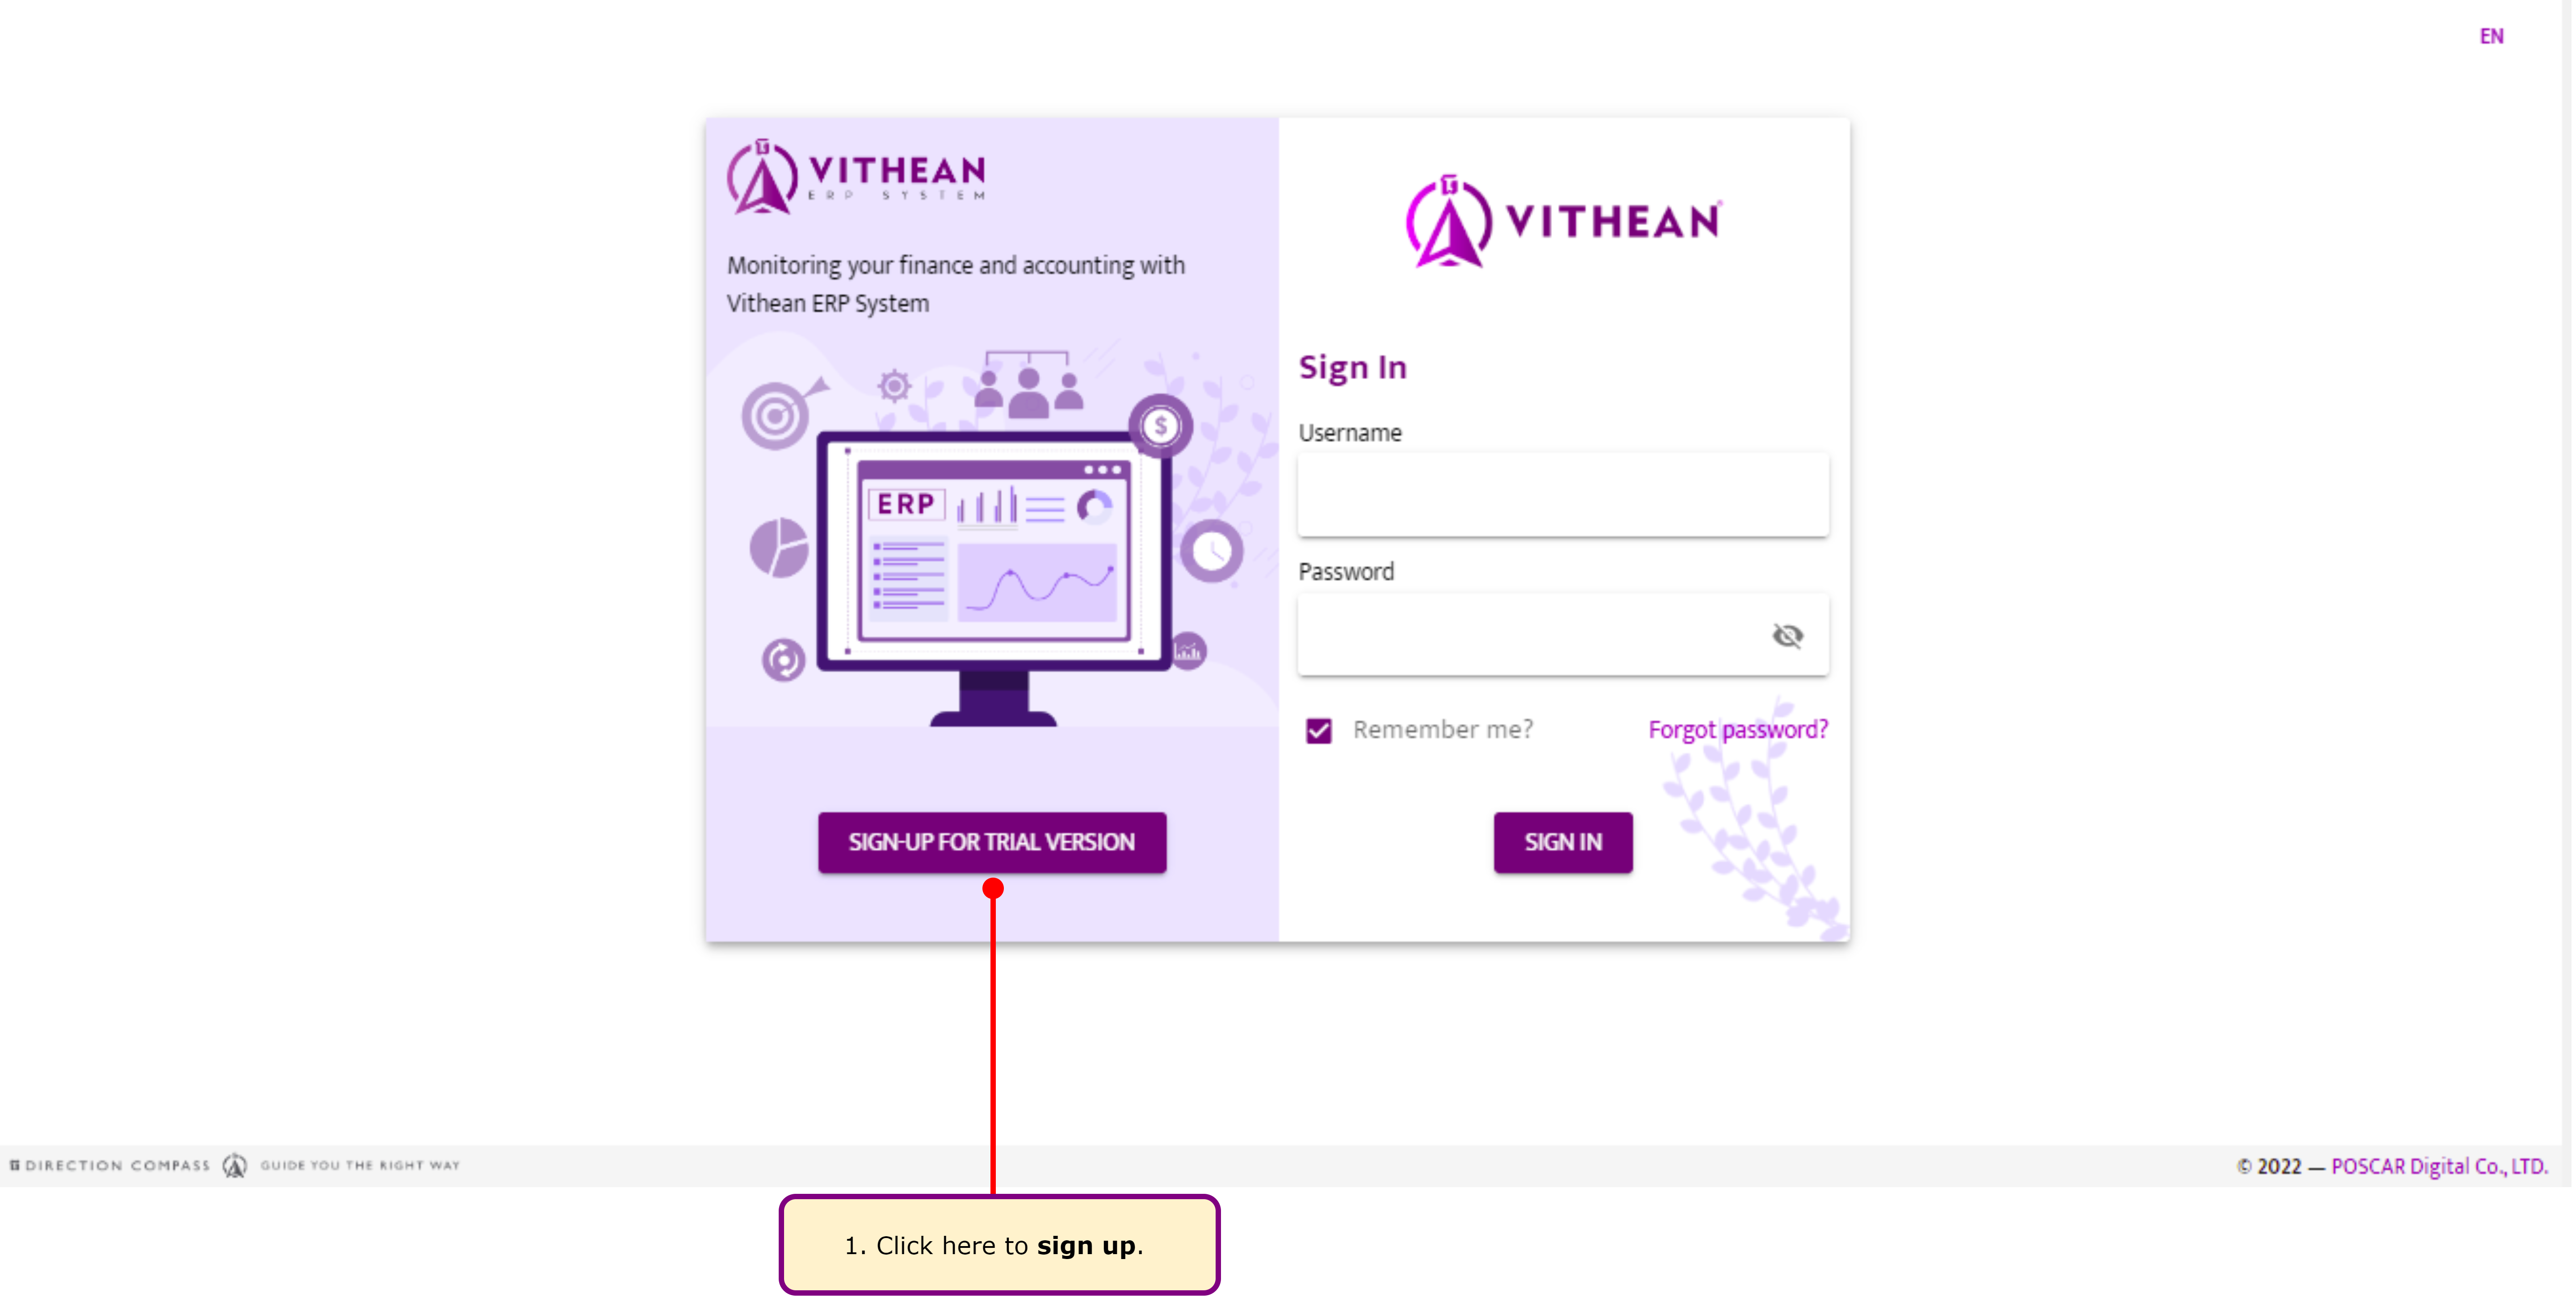 EN
VITHEAN
ERP SYSTEM
Monitoring your finance and accounting with
Vithean ERP System
ERP
$
SIGN-UP FOR TRIAL VERSION
VITHEAN
Sign In
Username
Password
Remember me?
Forgot password?
SIGN IN
DIRECTION COMPASS GUIDE YOU THE RIGHT WAY
© 2022 — POSCAR Digital Co., LTD.
1. Click here to sign up.